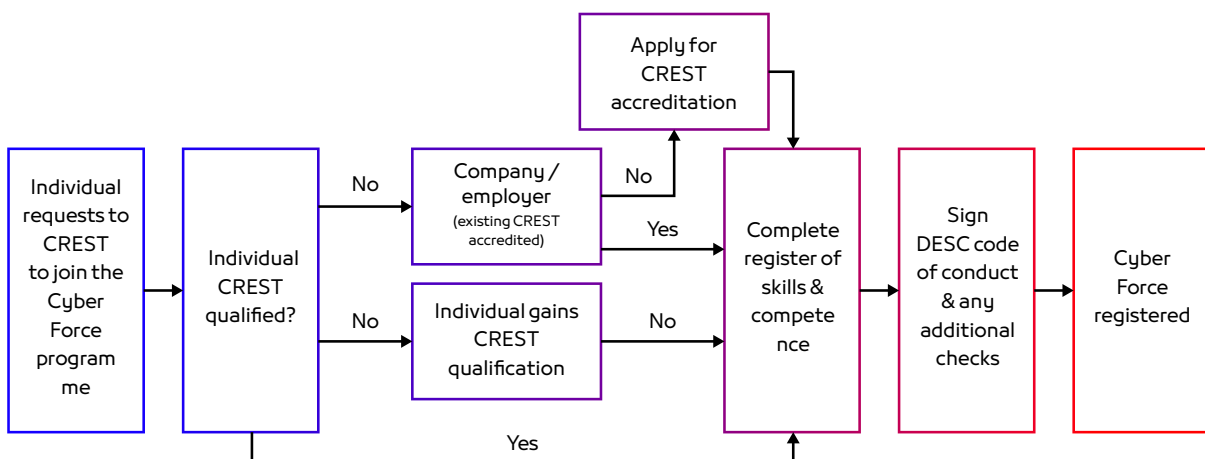 Individual
requests to
CREST
to join the
Cyber
Force
program
me
Individual
CREST
qualified?
No
Company /
employer
(existing CREST
accredited)
No
Apply for
CREST
accreditation
Yes
No
Individual gains
CREST
qualification
No
Yes
Complete
register of
skills &
compete
nce
Sign
DESC code
of conduct
& any
additional
checks
Cyber
Force
registered